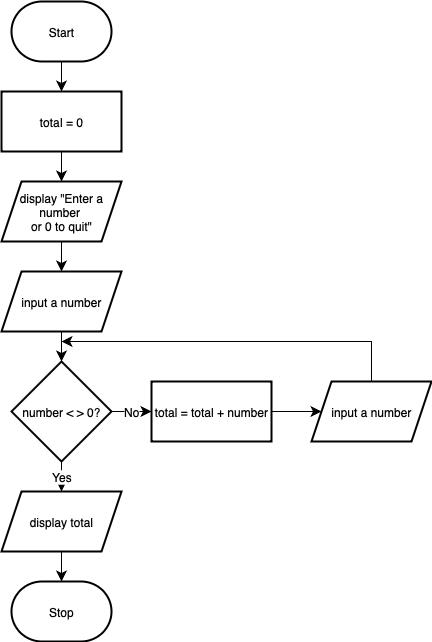 Start
total = 0
display "Enter a
number
or 0 to quit"
input a number
number < > 0?
No
total = total + number
input a number
Yes
display total
Stop